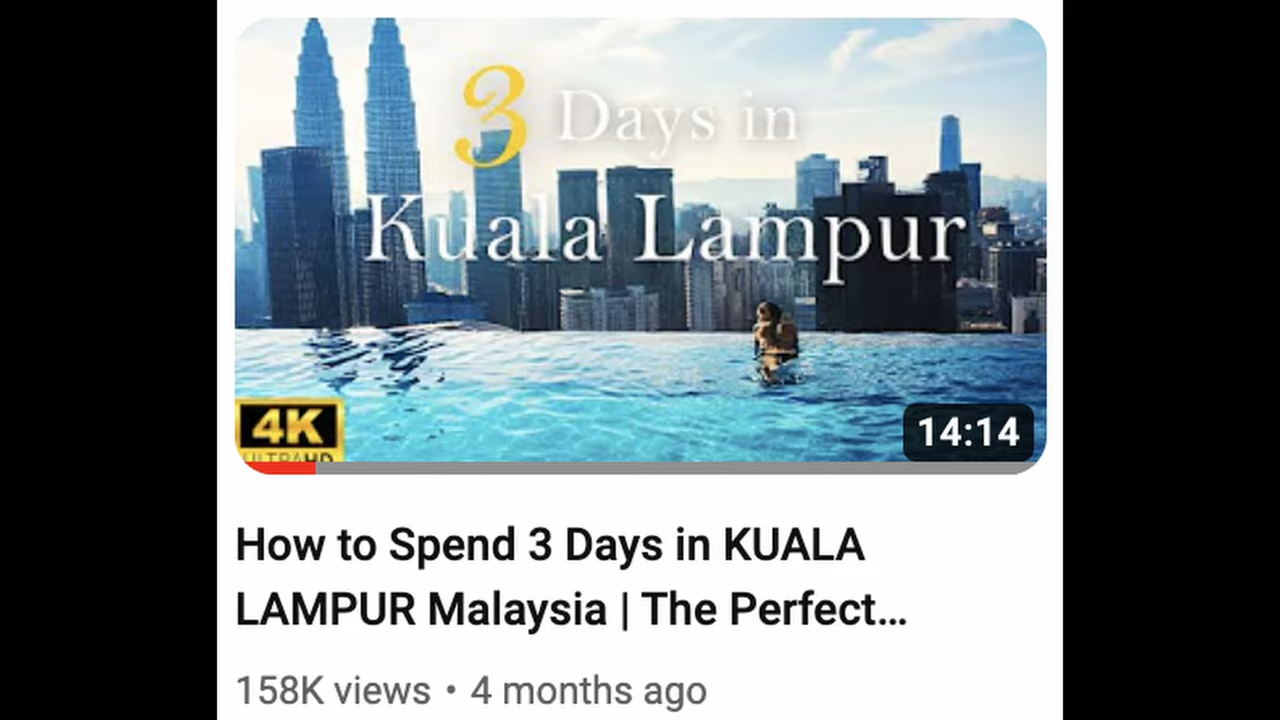 3 Days in
Kuala Lampur
4K
ULTRAHD
14:14
How to Spend 3 Days in KUALA
LAMPUR Malaysia | The Perfect...
158K views • 4 months ago